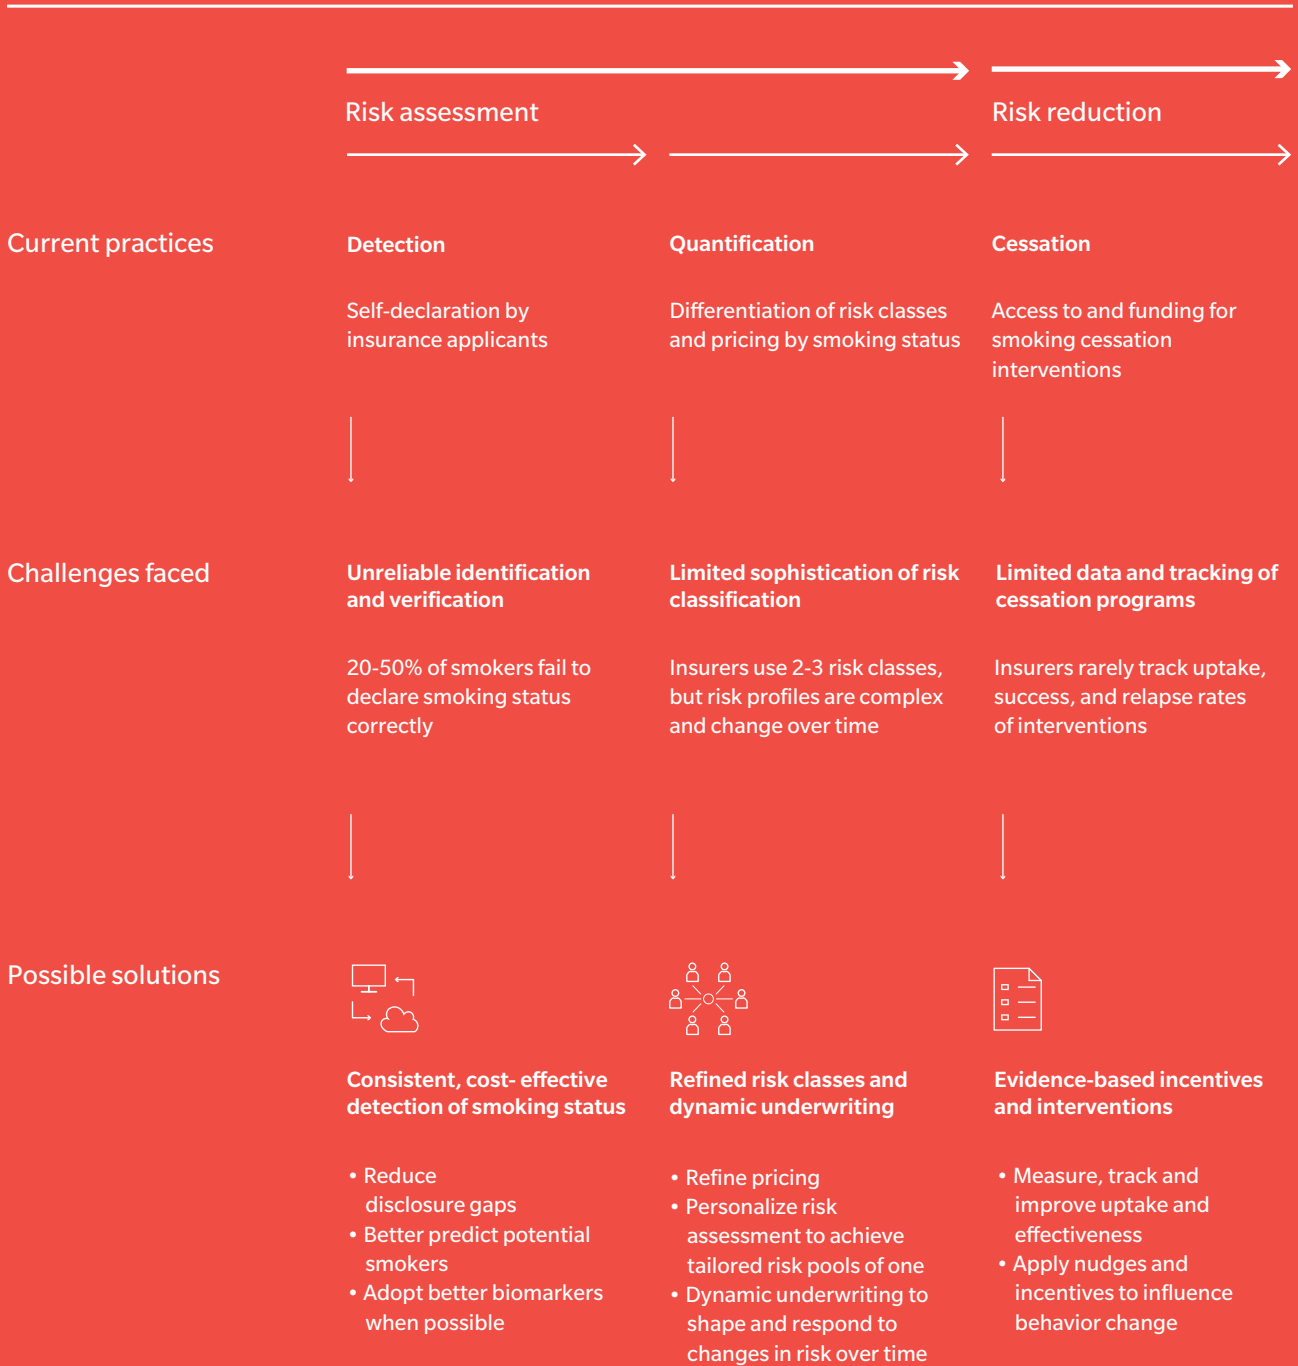 Risk assessment
Risk reduction
Current practices
Detection
Self-declaration by
insurance applicants
Quantification
Differentiation of risk classes
and pricing by smoking status
Cessation
Access to and funding for
smoking cessation
interventions
Challenges faced
Unreliable identification
and verification
20-50% of smokers fail to
declare smoking status
correctly
Limited sophistication of risk
classification
Insurers use 2-3 risk classes,
but risk profiles are complex
and change over time
Limited data and tracking of
cessation programs
Insurers rarely track uptake,
success, and relapse rates
of interventions
Possible solutions
Consistent, cost- effective
detection of smoking status
• Reduce
disclosure gaps
• Better predict potential
smokers
• Adopt better biomarkers
when possible
Refined risk classes and
dynamic underwriting
• Refine pricing
• Personalize risk
assessment to achieve
tailored risk pools of one
• Dynamic underwriting to
shape and respond to
changes in risk over time
Evidence-based incentives
and interventions
• Measure, track and
improve uptake and
effectiveness
• Apply nudges and
incentives to influence
behavior change